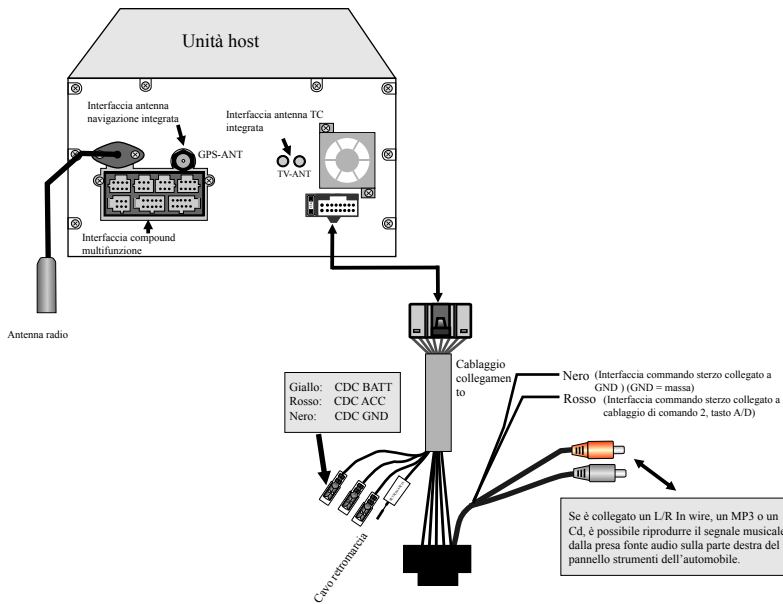 Unità host
Interfaccia antenna
navigazione integrata
Interfaccia antenna TC
integrata
GPS-ANT
TV-ANT
Interfaccia compound
multifunzione
Antenna radio
Cablaggio
collegamen
to
Giallo: CDC BATT
Rosso: CDC ACC
Nero: CDC GND
Nero (Interfaccia commando sterzo collegato a
GND ) (GND = massa)
Rosso (Interfaccia commando sterzo collegato a
cablaggio di comando 2, tasto A/D)
Cavo retromarcia
Se è collegato un L/R In wire, un MP3 o un
Cd, è possibile riprodurre il segnale musicale
dalla presa fonte audio sulla parte destra del
pannello strumenti dell’automobile.